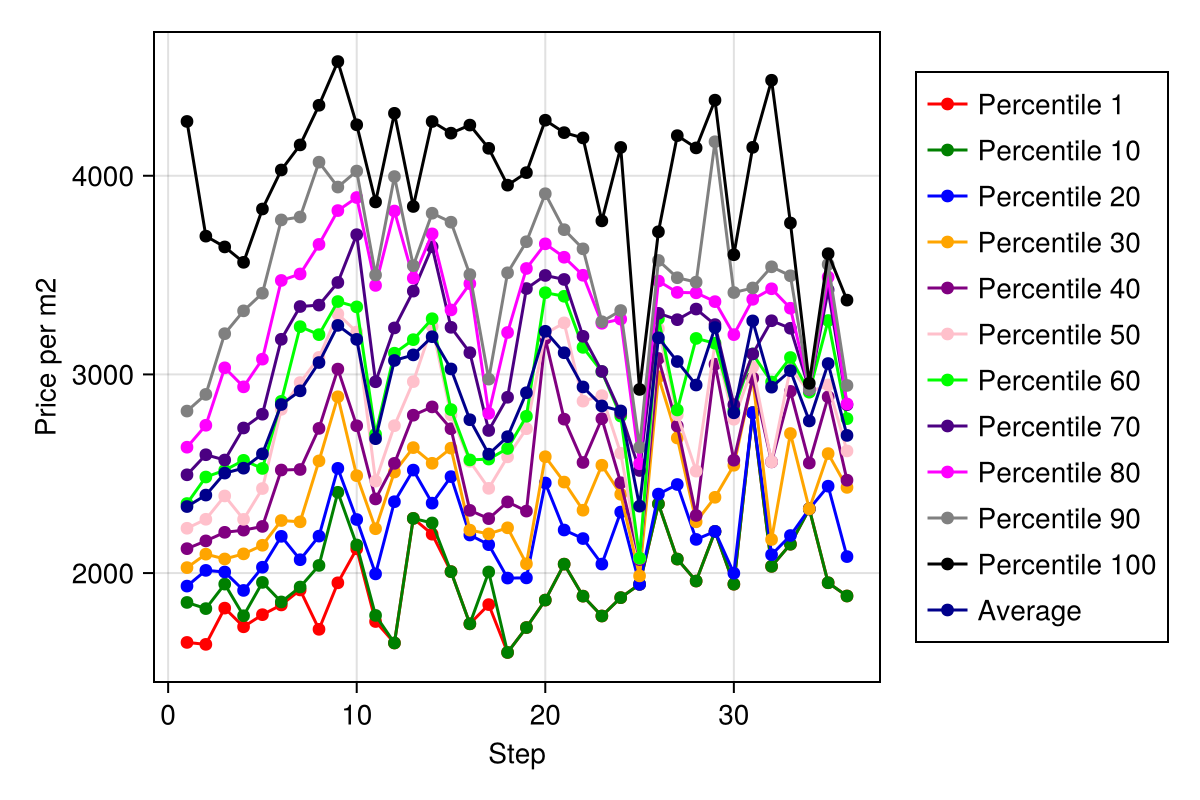 4000
3000
2000
0
10
20
30
Price per m2
Step
Percentile 1
Percentile 10
Percentile 20
Percentile 30
Percentile 40
Percentile 50
Percentile 60
Percentile 70
Percentile 80
Percentile 90
Percentile 100
Average